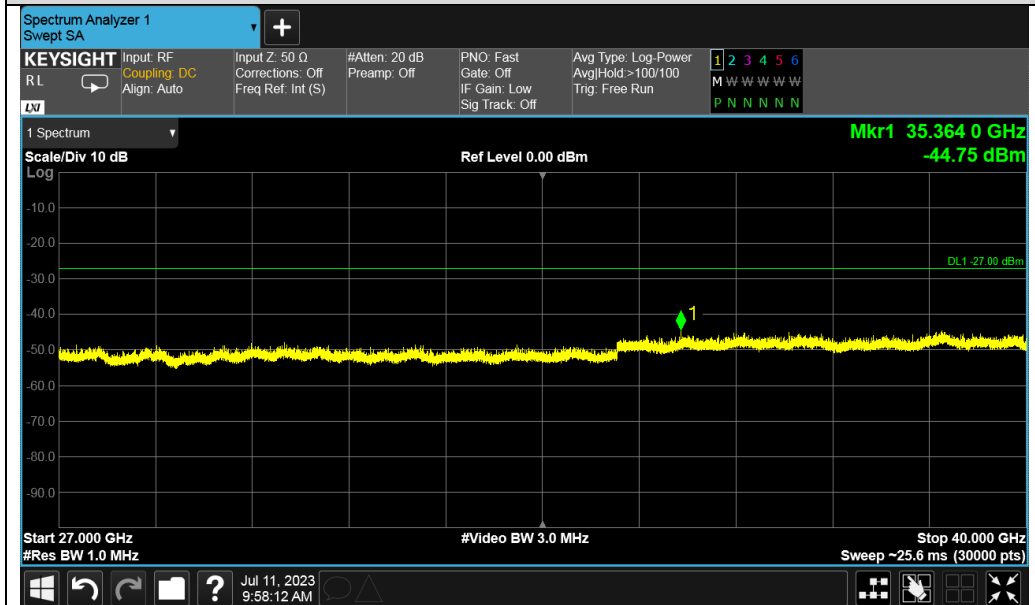 Spectrum Analyzer 1
Swept SA
+
KEYSIGHT
RL
LXI
Input: RF
Coupling: DC
Align: Auto
Input Z: 50 Ω
Corrections: Off
Freq Ref: Int (S)
#Atten: 20 dB
Preamp: Off
PNO: Fast
Gate: Off
IF Gain: Low
Sig Track: Off
Avg Type: Log-Power
Avg|Hold:>100/100
Trig: Free Run
1 2 3 4 5 6
M W W W W W
P N N N N N
1 Spectrum
Mkr1 35.364 0 GHz
Scale/Div 10 dB
Ref Level 0.00 dBm
-44.75 dBm
Log
-10.0
-20.0
DL1 -27.00 dBm
-30.0
-40.0
1
-50.0
-60.0
-70.0
-80.0
-90.0
Start 27.000 GHz
#Video BW 3.0 MHz
Stop 40.000 GHz
#Res BW 1.0 MHz
Sweep ~25.6 ms (30000 pts)
?
Jul 11, 2023
9:58:12 AM